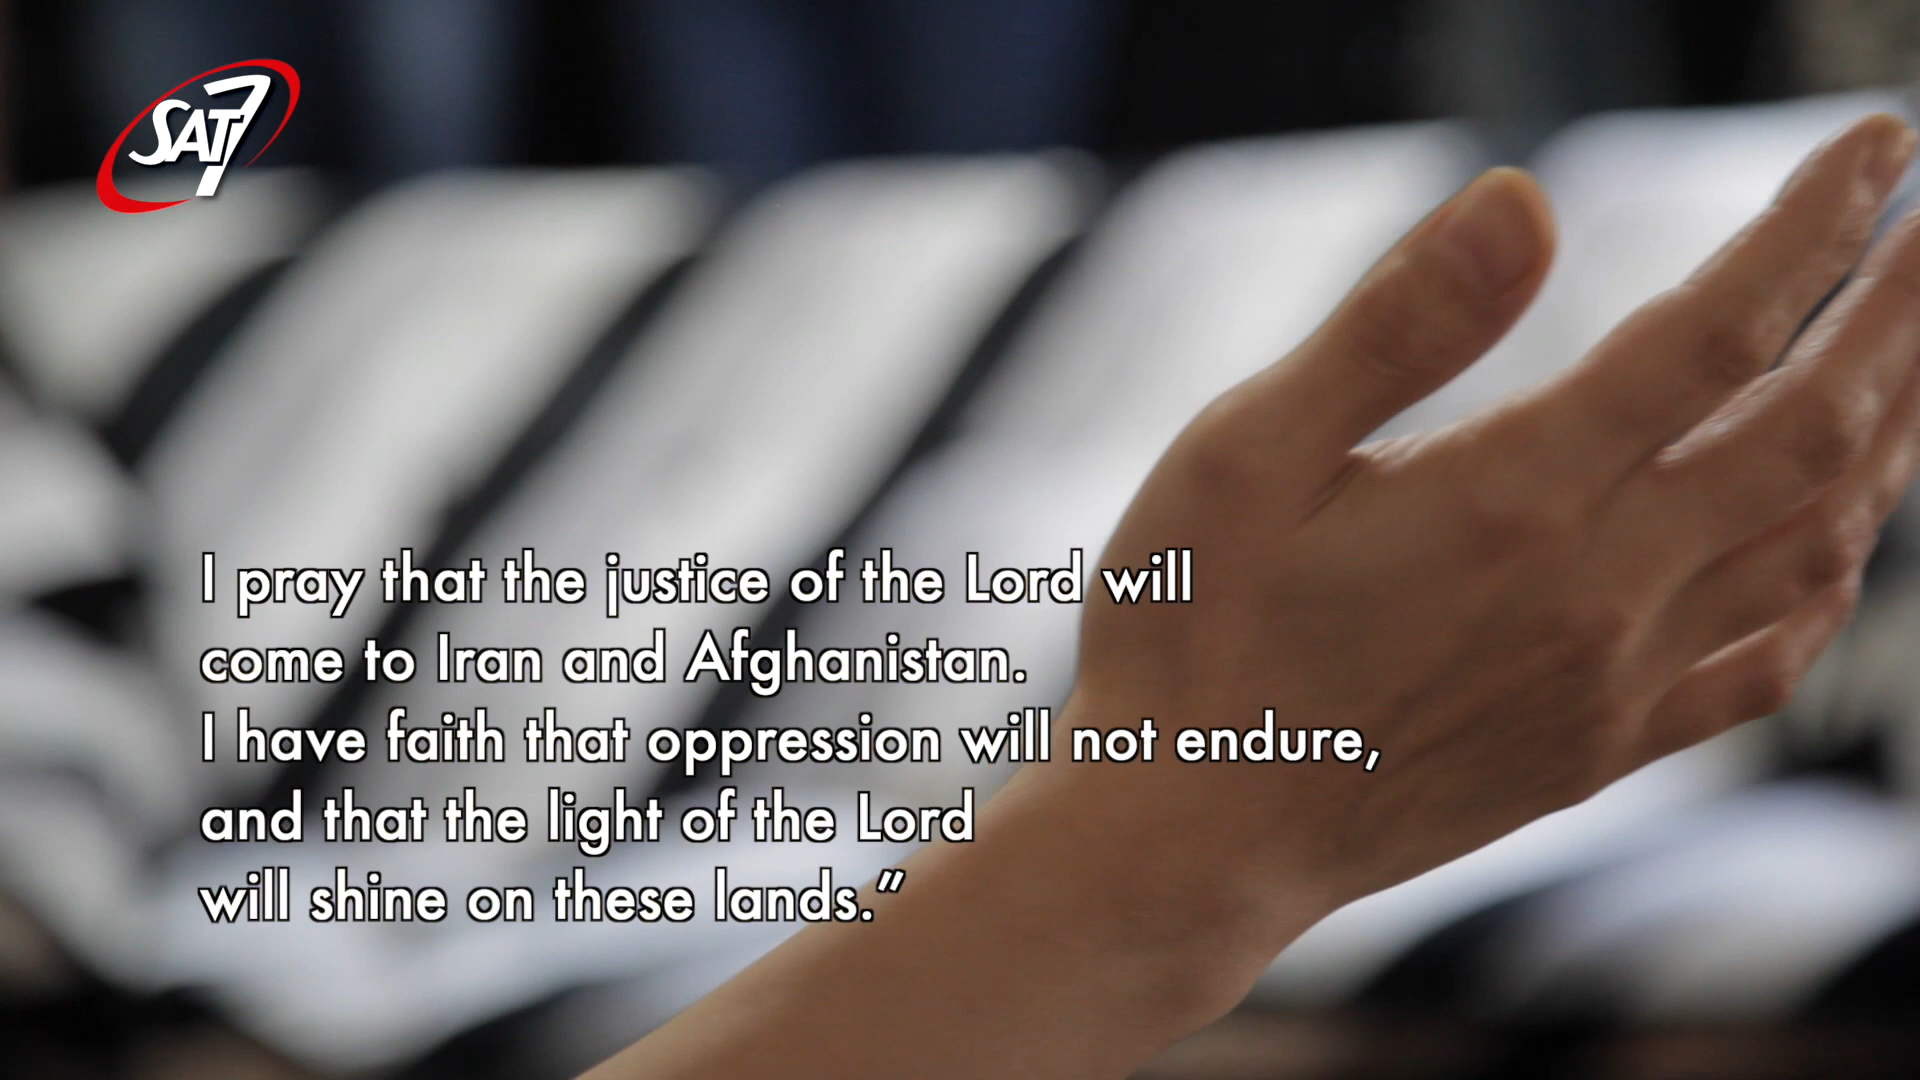 SAT7
I pray that the justice of the Lord will
come to Iran and Afghanistan.
I have faith that oppression will not endure,
and that the light of the Lord
will shine on these lands.”